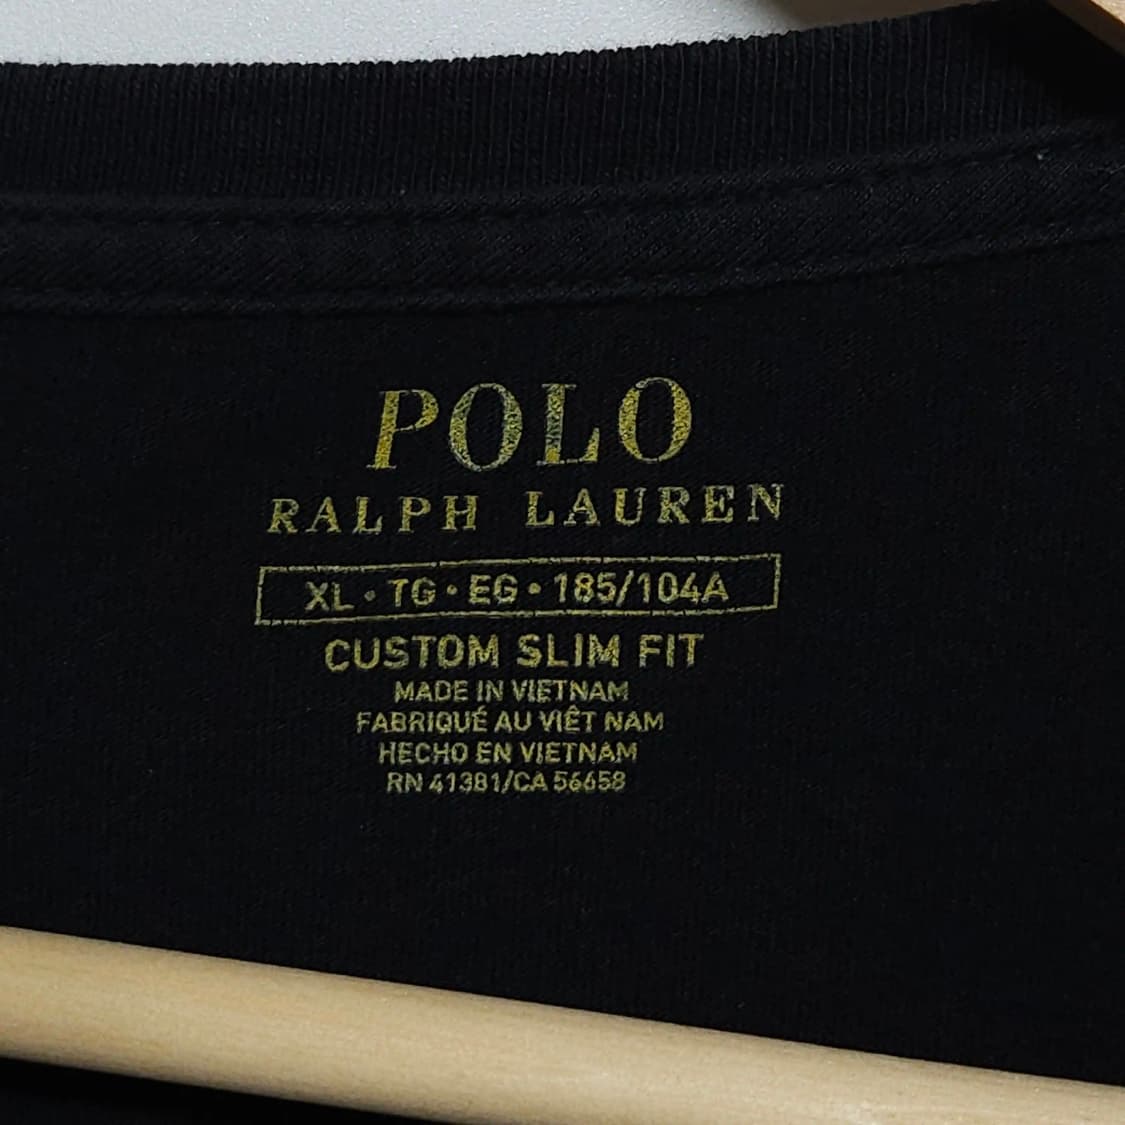 POLO
RALPH LAUREN
XL • TG • EG • 185/104A
CUSTOM SLIM FIT
MADE IN VIETNAM
FABRIQUÉ AU VIÊT NAM
HECHO EN VIETNAM
RN 41381/CA 56658